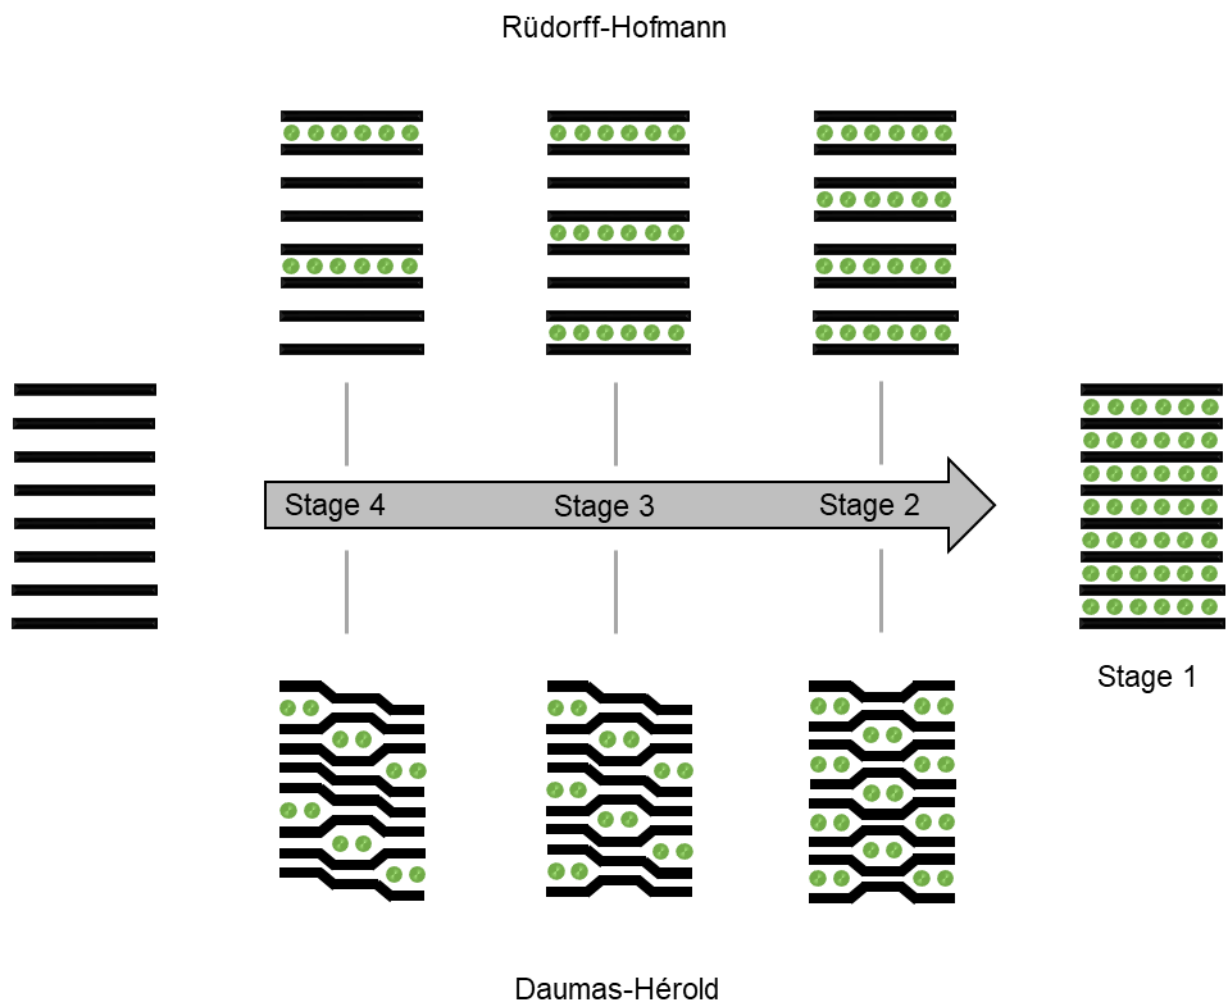 Rüdorff-Hofmann
Stage 4
Stage 3
Stage 2
Stage 1
Daumas-Hérold